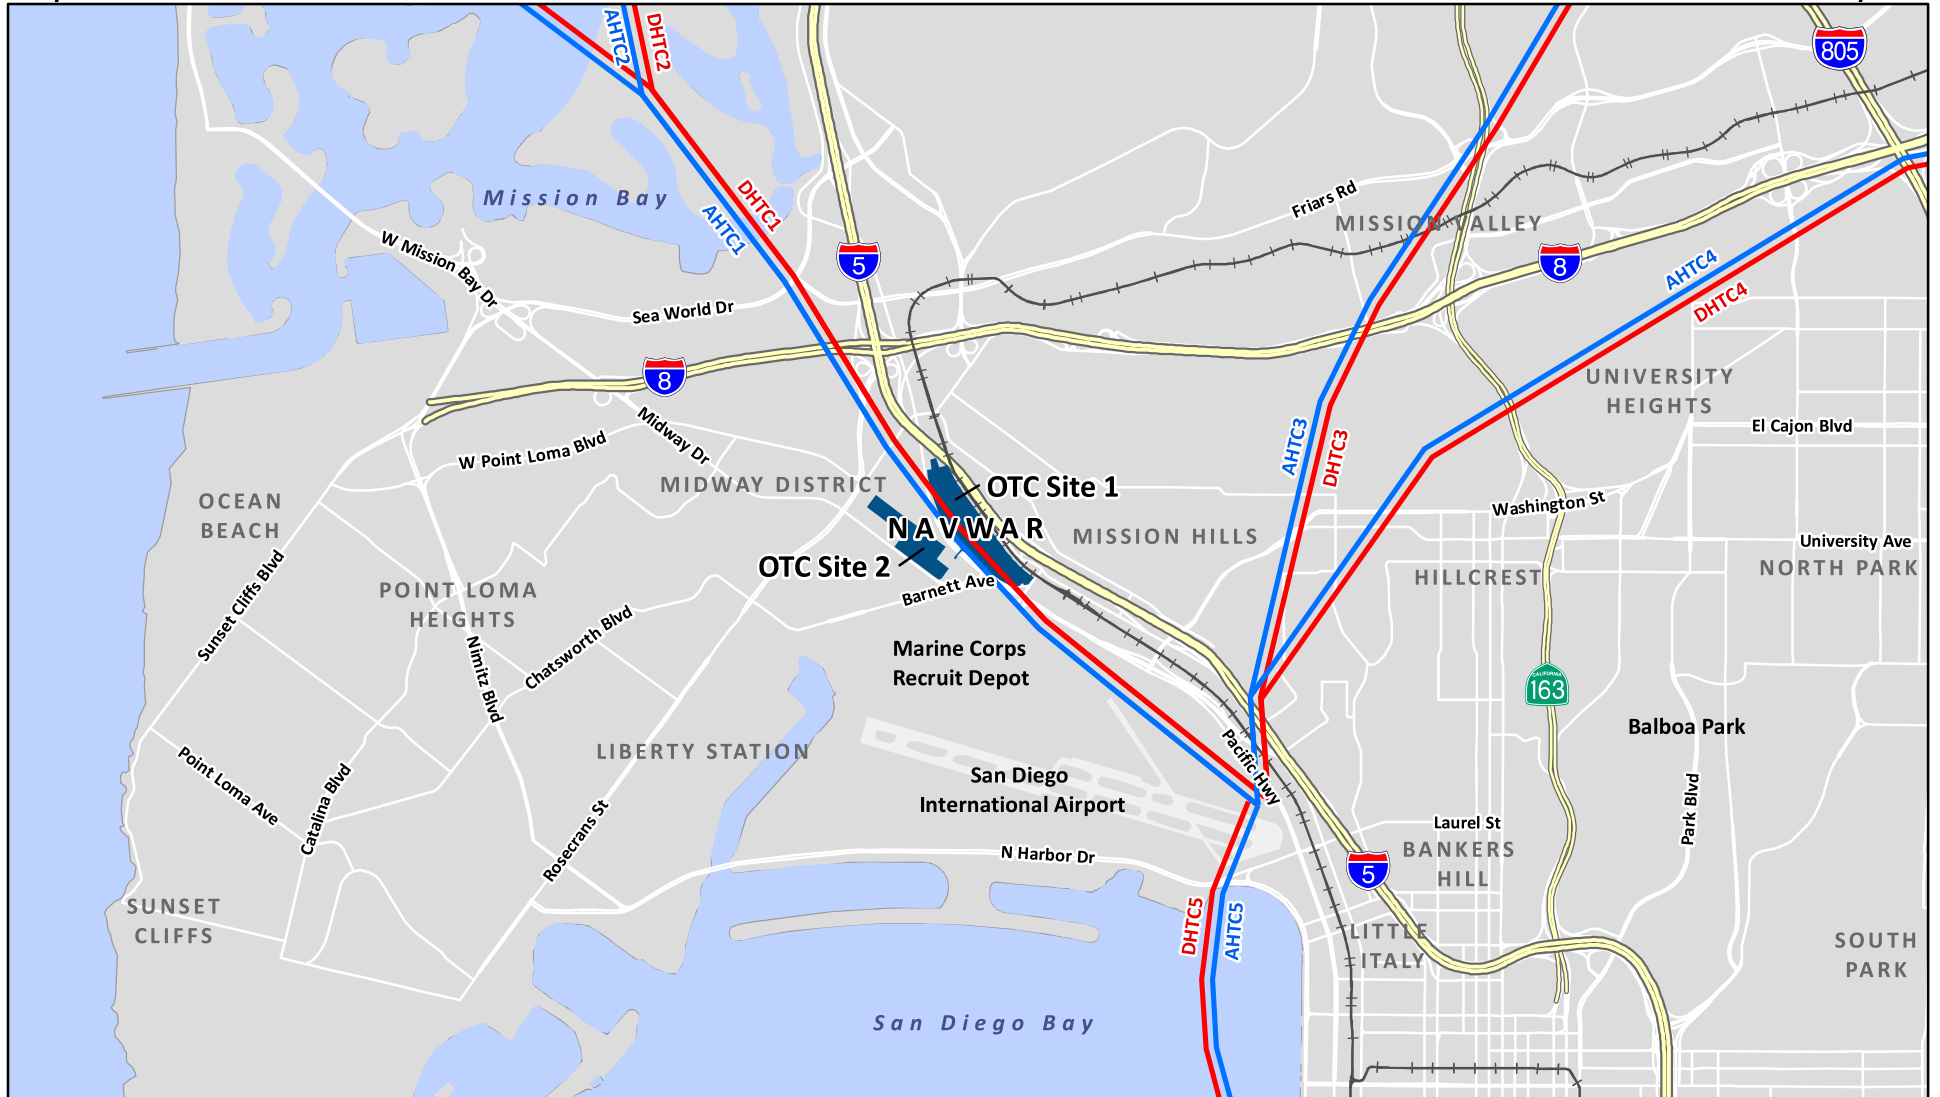 AHTC2
DHTC2
805
Mission Bay
DHTC1
AHTC1
Friars Rd
MISSION VALLEY
W Mission Bay Dr
5
8
AHTC4
DHTC4
Sea World Dr
8
UNIVERSITY
HEIGHTS
Midway Dr
El Cajon Blvd
W Point Loma Blvd
AHTC3
DHTC3
MIDWAY DISTRICT
OTC Site 1
OCEAN
BEACH
Washington St
NAVWAR
MISSION HILLS
University Ave
NORTH PARK
OTC Site 2
HILLCREST
Barnett Ave
POINT LOMA
HEIGHTS
Sunset Cliffs Blvd
Chatsworth Blvd
Nimitz Blvd
Marine Corps
Recruit Depot
CALIFORNIA
163
Balboa Park
LIBERTY STATION
Pacific Hwy
San Diego
International Airport
Point Loma Ave
Catalina Blvd
Rosecrans St
Park Blvd
Laurel St
BANKERS
HILL
N Harbor Dr
5
SUNSET
CLIFFS
DHTC5
AHTC5
LITTLE
ITALY
SOUTH
PARK
San Diego Bay